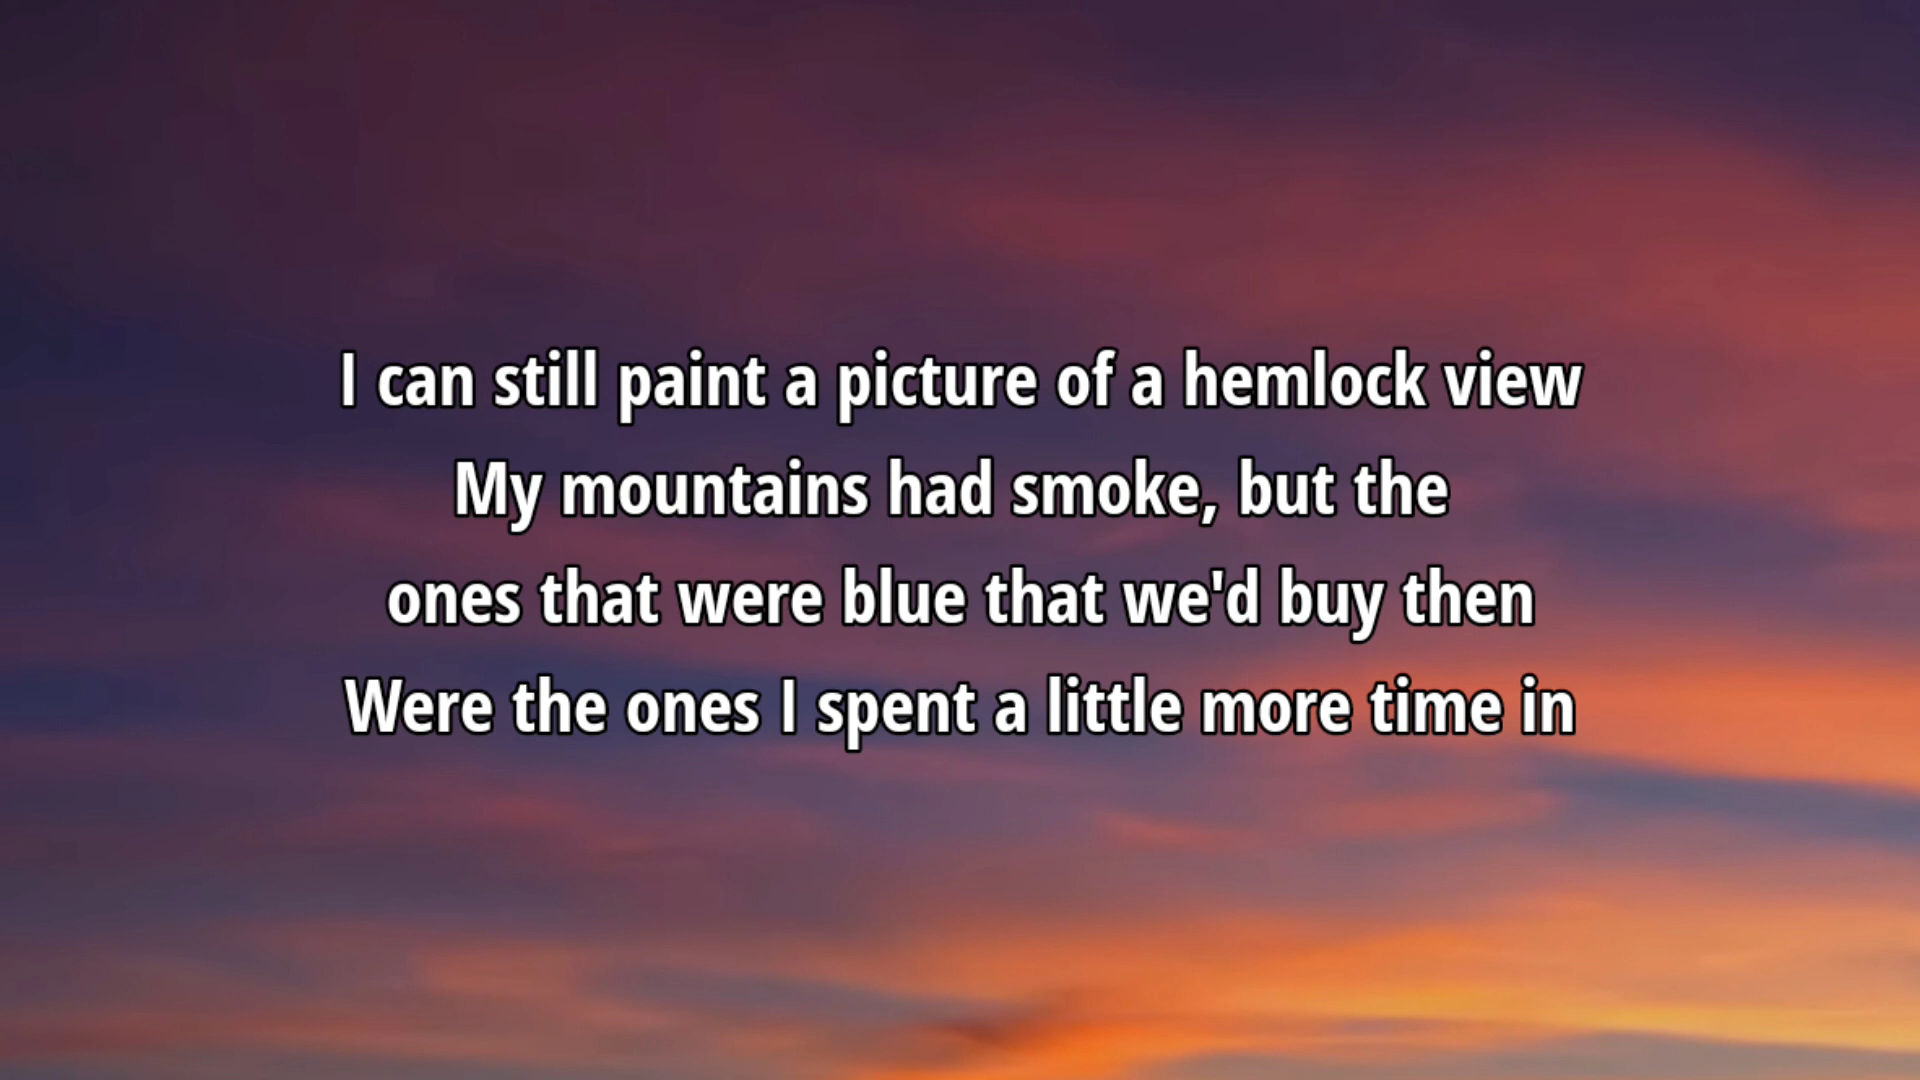 I can still paint a picture of a hemlock view
My mountains had smoke, but the
ones that were blue that we'd buy then
Were the ones I spent a little more time in